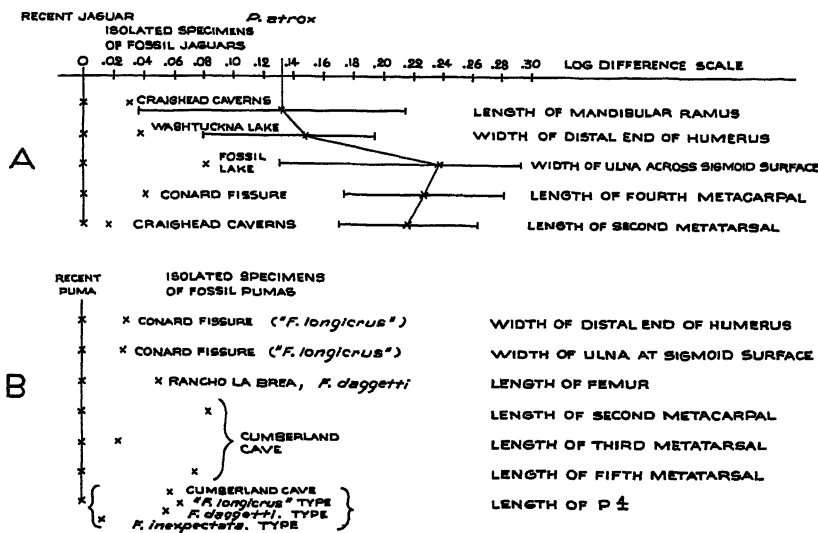 RECENT JAGUAR P. atrox
ISOLATED SPECIMENS
OF FOSSIL JAGUARS
0 .02 .04 .06 .08 .10 .12 .14 .16 .18 .20 .22 .24 .26 .28 .30 LOG DIFFERENCE SCALE
A
CRAIGHEAD CAVERNS LENGTH OF MANDIBULAR RAMUS
WASHTUCKNA LAKE WIDTH OF DISTAL END OF HUMERUS
FOSSIL
LAKE WIDTH OF ULNA ACROSS SIGMOID SURFACE
CONARD FISSURE LENGTH OF FOURTH METACARPAL
CRAIGHEAD CAVERNS LENGTH OF SECOND METATARSAL
B
RECENT
PUMA
ISOLATED SPECIMENS
OF FOSSIL PUMAS
CONARD FISSURE ("F. longicrus") WIDTH OF DISTAL END OF HUMERUS
CONARD FISSURE ("F. longicrus") WIDTH OF ULNA AT SIGMOID SURFACE
RANCHO LA BREA, F. daggetti LENGTH OF FEMUR
LENGTH OF SECOND METACARPAL
CUMBERLAND
CAVE
LENGTH OF THIRD METATARSAL
LENGTH OF FIFTH METATARSAL
CUMBERLAND CAVE
"F. longicrus" TYPE
F. daggetti. TYPE
F. inexpectata. TYPE
LENGTH OF P 4